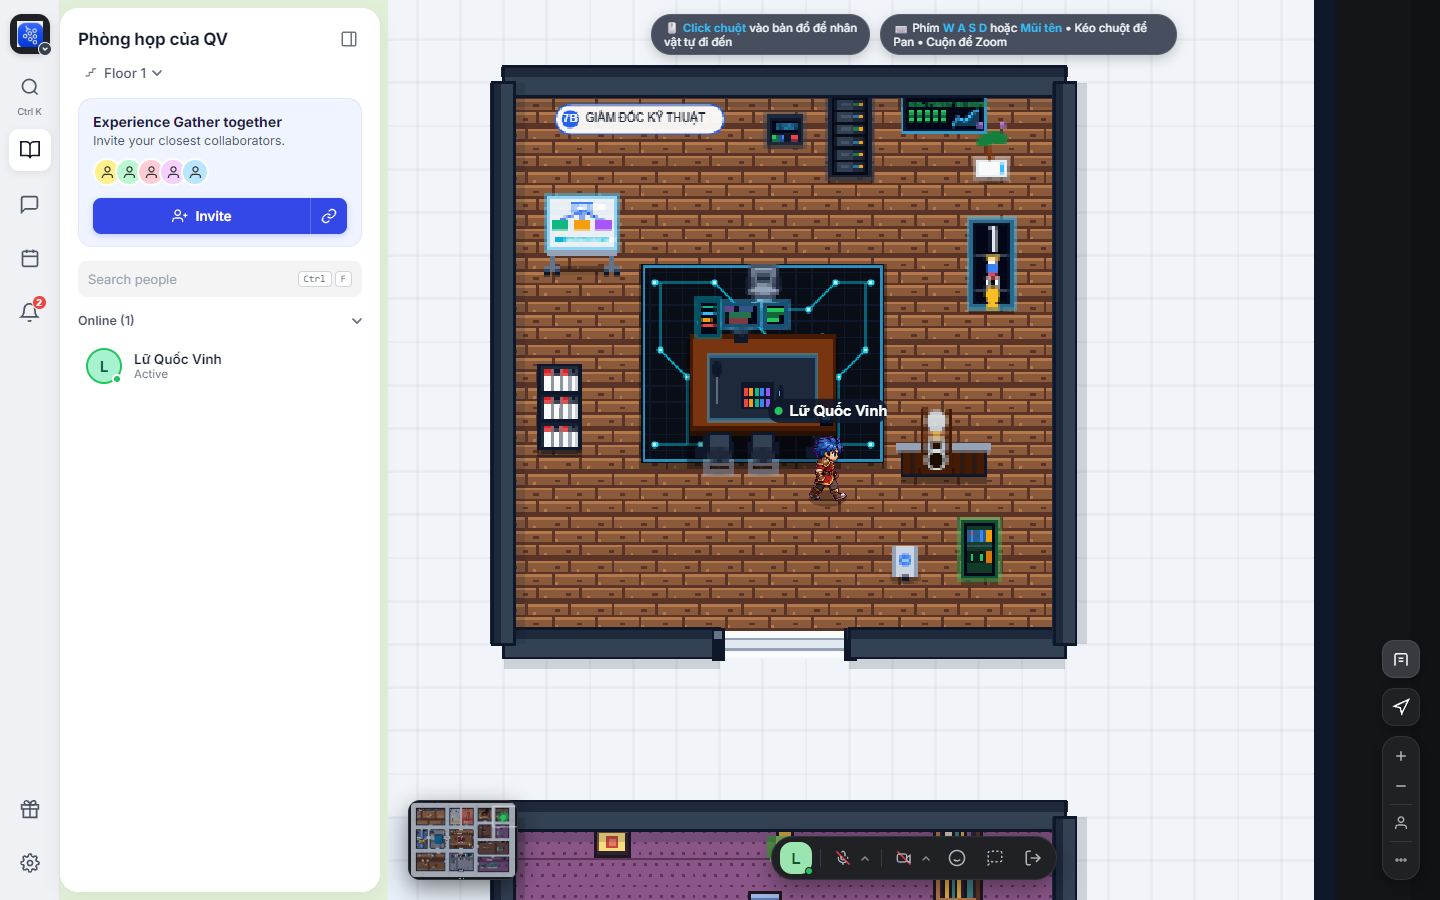 Ctrl K
2
Phòng họp của QV
Floor 1
Experience Gather together
Invite your closest collaborators.
Invite
Search people
Ctrl F
Online (1)
L
Lữ Quốc Vinh
Active
Click chuột vào bản đồ để nhân
vật tự đi đến
Phím W A S D hoặc Mũi tên • Kéo chuột để
Pan • Cuộn để Zoom
7B GIÁM ĐỐC KỸ THUẬT
Lữ Quốc Vinh
L